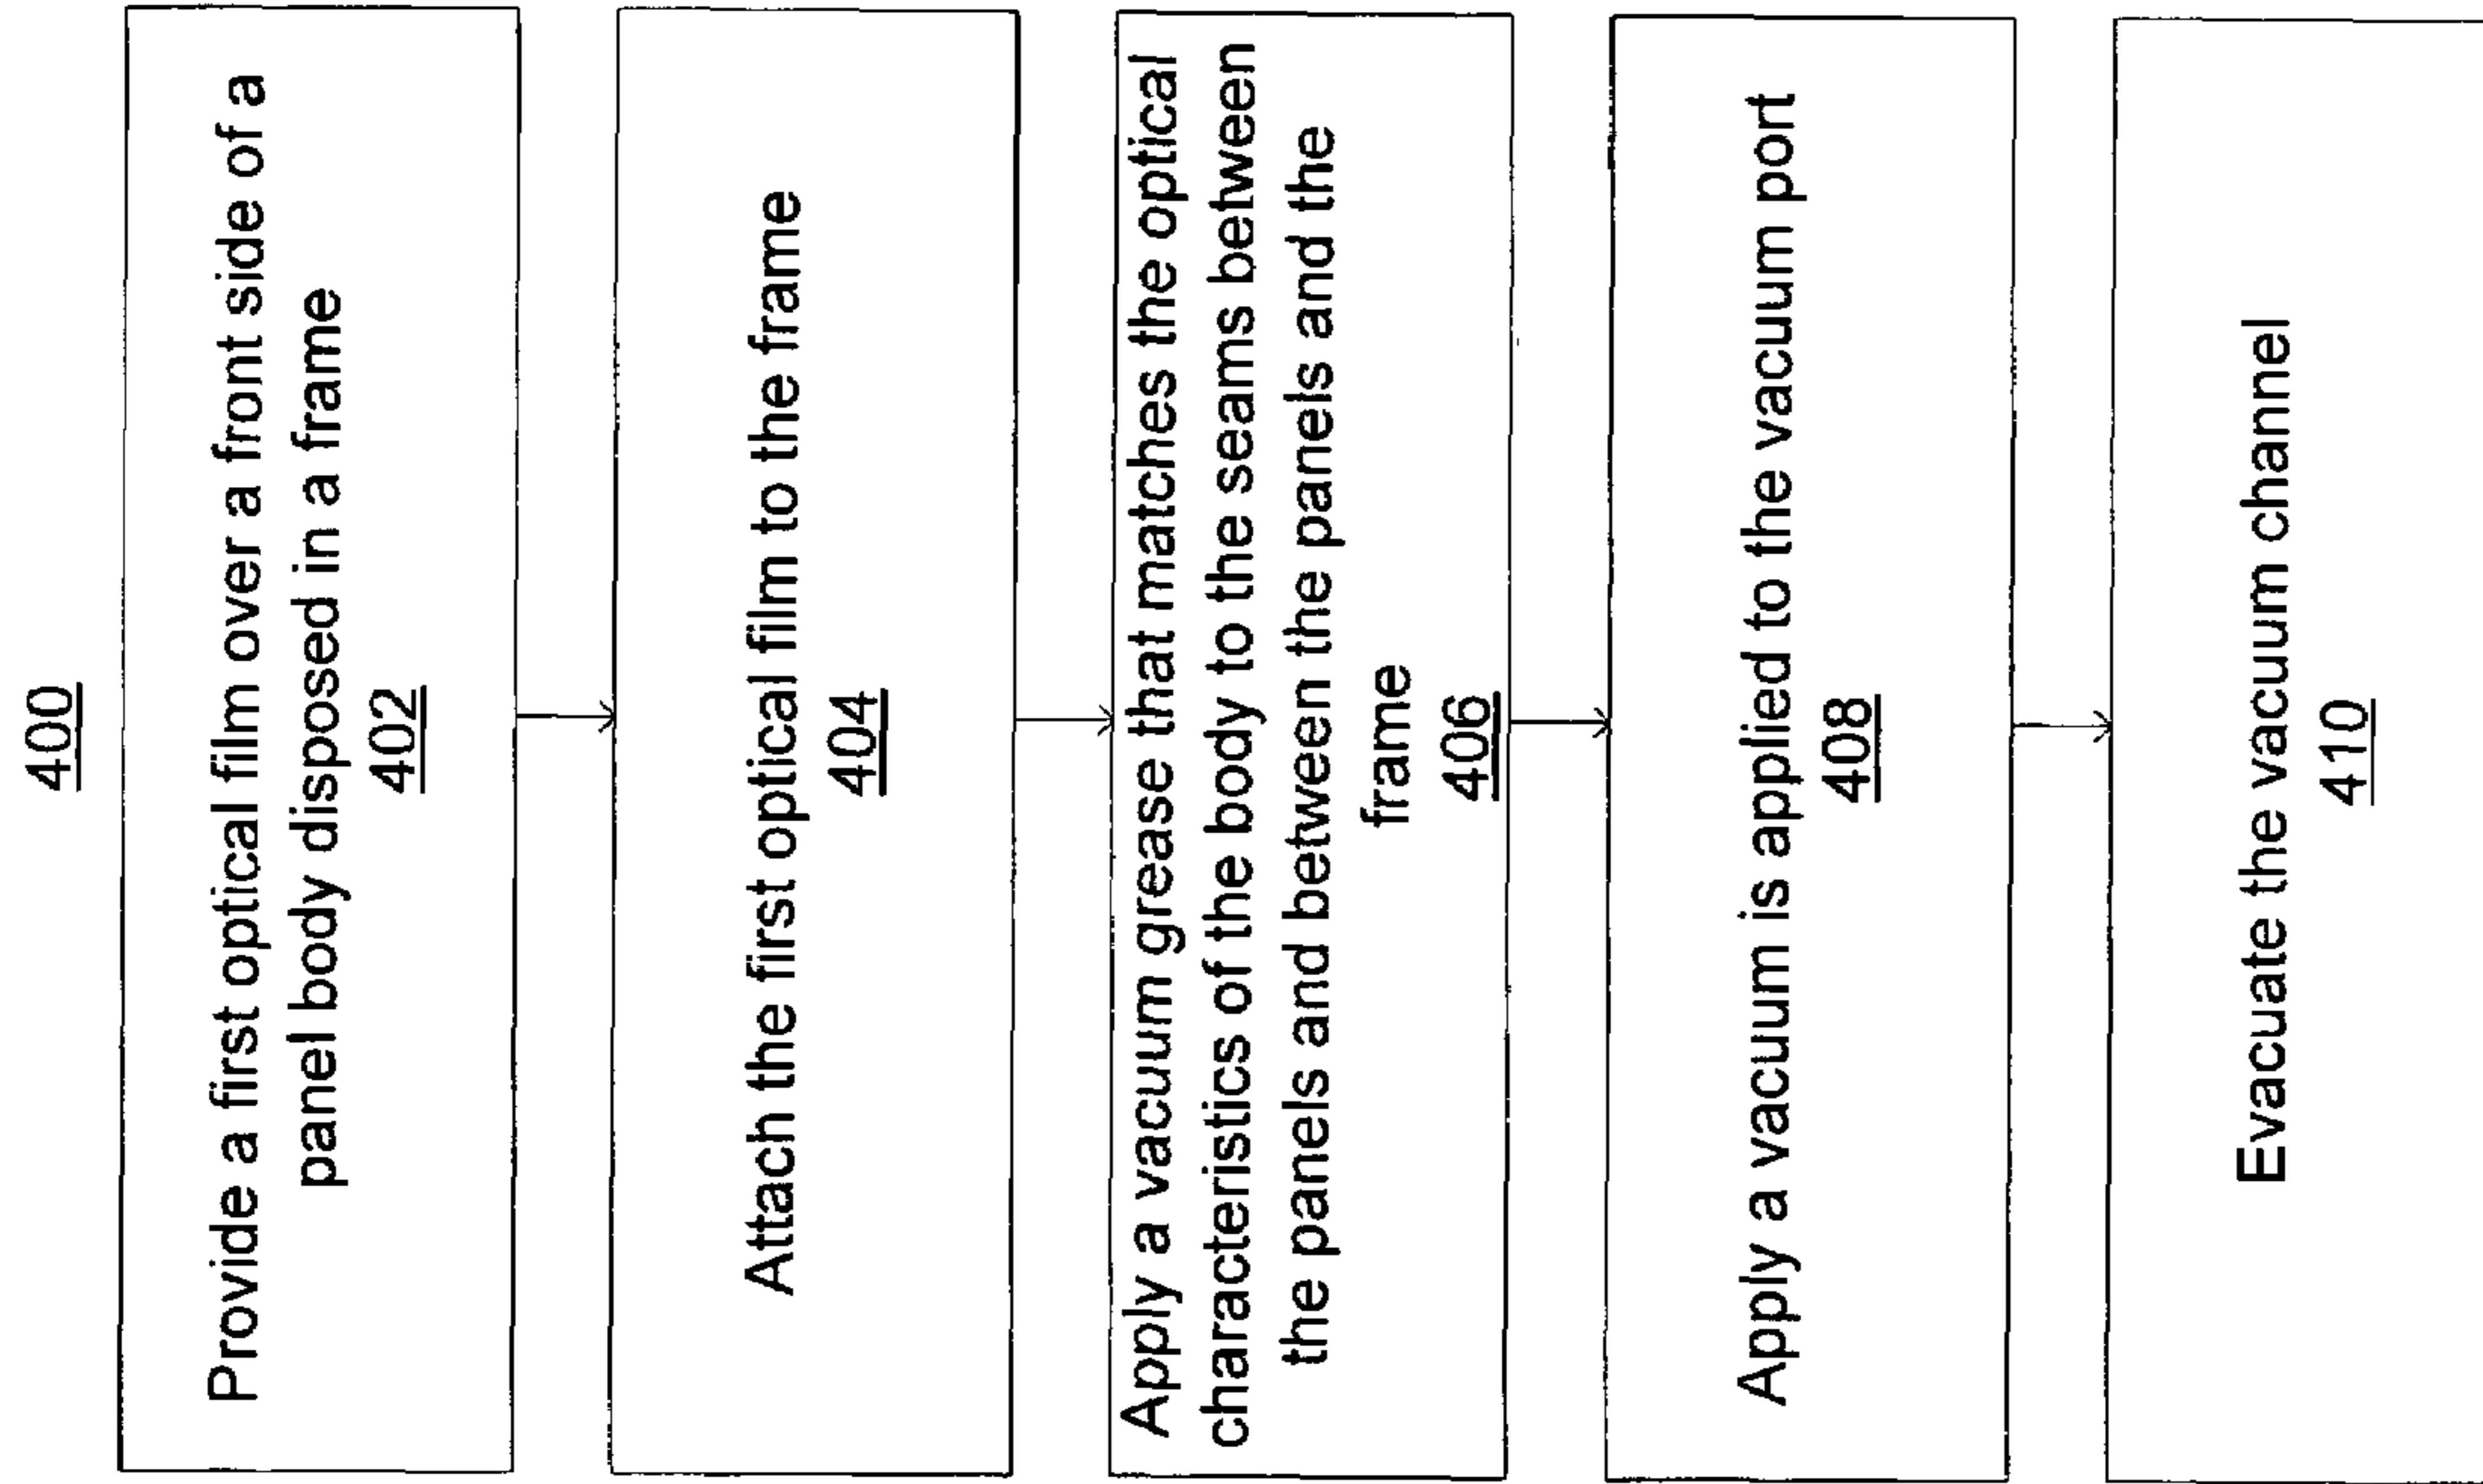 400
Provide a first optical film over a front side of a
panel body disposed in a frame
402
Attach the first optical film to the frame
404
Apply a vacuum grease that matches the optical
characteristics of the body to the seams between
the panels and between the panels and the
frame
406
Apply a vacuum is applied to the vacuum port
408
Evacuate the vacuum channel
410